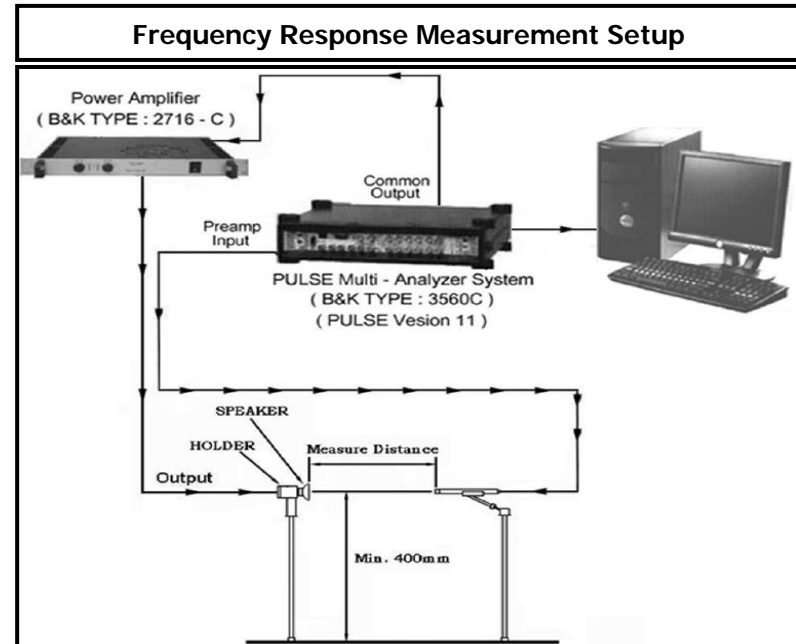 Frequency Response Measurement Setup
Power Amplifier
( B&K TYPE : 2716 - C )
Common
Output
Preamp
Input
PULSE Multi - Analyzer System
( B&K TYPE : 3560C )
( PULSE Vesion 11 )
SPEAKER
HOLDER
Measure Distance
Output
Min. 400mm